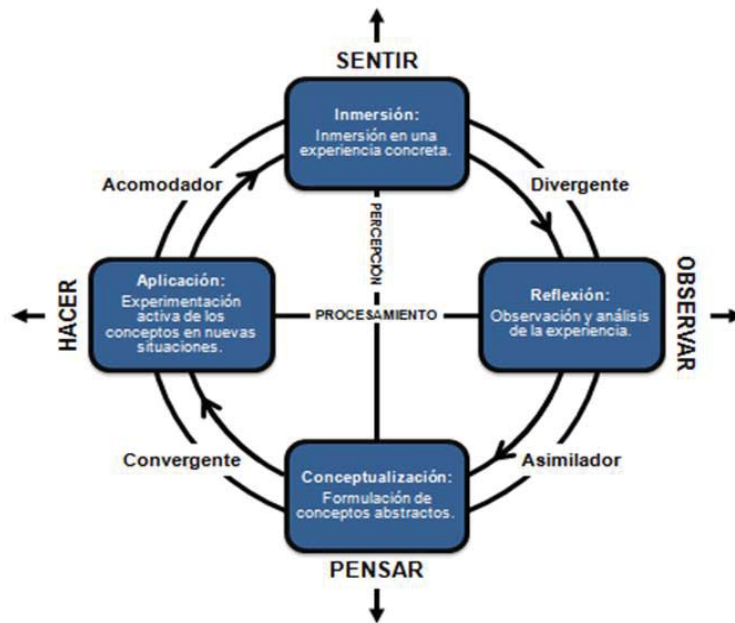 SENTIR
Inmersión:
Inmersión en una
experiencia concreta.
Acomodador
Divergente
PERCEPCIÓN
HACER
Aplicación:
Experimentación
activa de los
conceptos en nuevas
situaciones.
PROCESAMIENTO
Reflexión:
Observación y análisis
de la experiencia.
OBSERVAR
Convergente
Asimilador
Conceptualización:
Formulación de
conceptos abstractos.
PENSAR